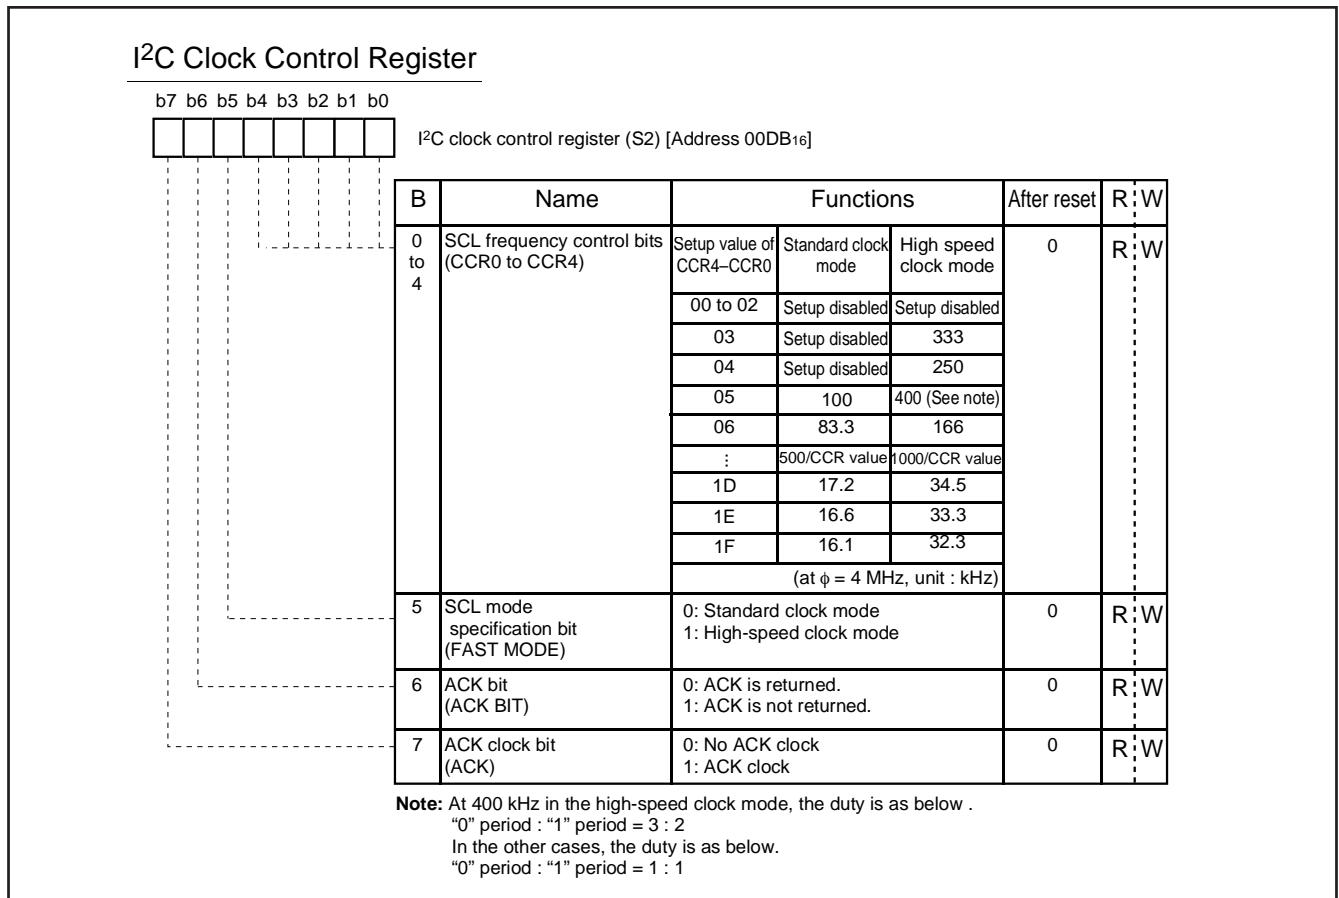 I2C Clock Control Register
b7 b6 b5 b4 b3 b2 b1 b0
I2C clock control register (S2) [Address 00DB16]
B Name Functions After reset R W
0 to 4 SCL frequency control bits (CCR0 to CCR4) 0 R W
Setup value of CCR4–CCR0 Standard clock mode High speed clock mode
00 to 02 Setup disabled Setup disabled
03 Setup disabled 333
04 Setup disabled 250
05 100 400 (See note)
06 83.3 166
⋮ 500/CCR value 1000/CCR value
1D 17.2 34.5
1E 16.6 33.3
1F 16.1 32.3
(at ϕ = 4 MHz, unit : kHz)
5 SCL mode 0: Standard clock mode 0 R W
specification bit 1: High-speed clock mode
(FAST MODE)
6 ACK bit 0: ACK is returned. 0 R W
(ACK BIT) 1: ACK is not returned.
7 ACK clock bit 0: No ACK clock 0 R W
(ACK) 1: ACK clock
Note: At 400 kHz in the high-speed clock mode, the duty is as below .
“0” period : “1” period = 3 : 2
In the other cases, the duty is as below.
“0” period : “1” period = 1 : 1